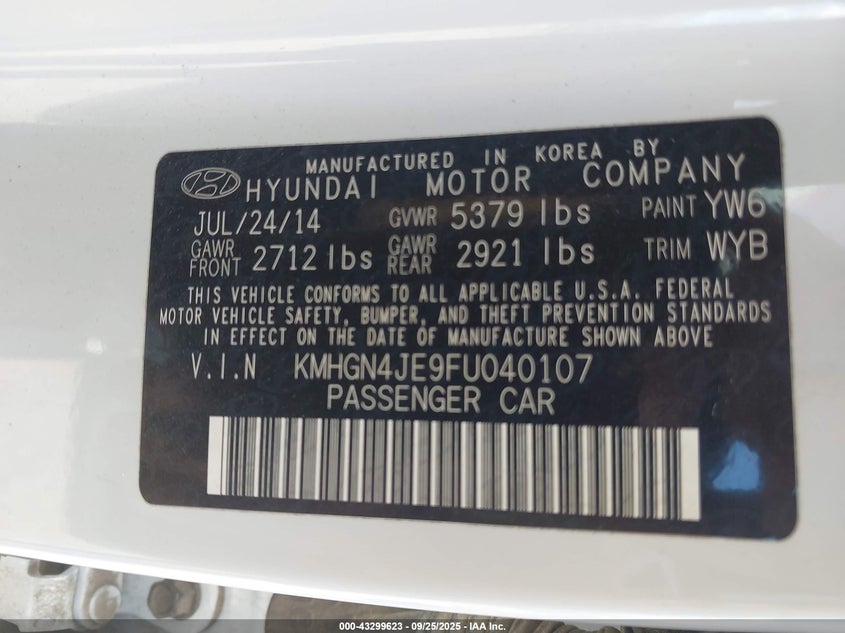 MANUFACTURED IN KOREA BY
HYUNDAI MOTOR COMPANY
JUL/24/14 GVWR 5379 lbs PAINT YW6
GAWR FRONT 2712 lbs GAWR REAR 2921 lbs TRIM WYB
THIS VEHICLE CONFORMS TO ALL APPLICABLE U.S.A. FEDERAL
MOTOR VEHICLE SAFETY, BUMPER, AND THEFT PREVENTION STANDARDS
IN EFFECT ON THE DATE OF MANUFACTURE SHOWN ABOVE
V.I.N KMHGN4JE9FU040107
PASSENGER CAR
000-43299623 - 09/25/2025 - IAA Inc.